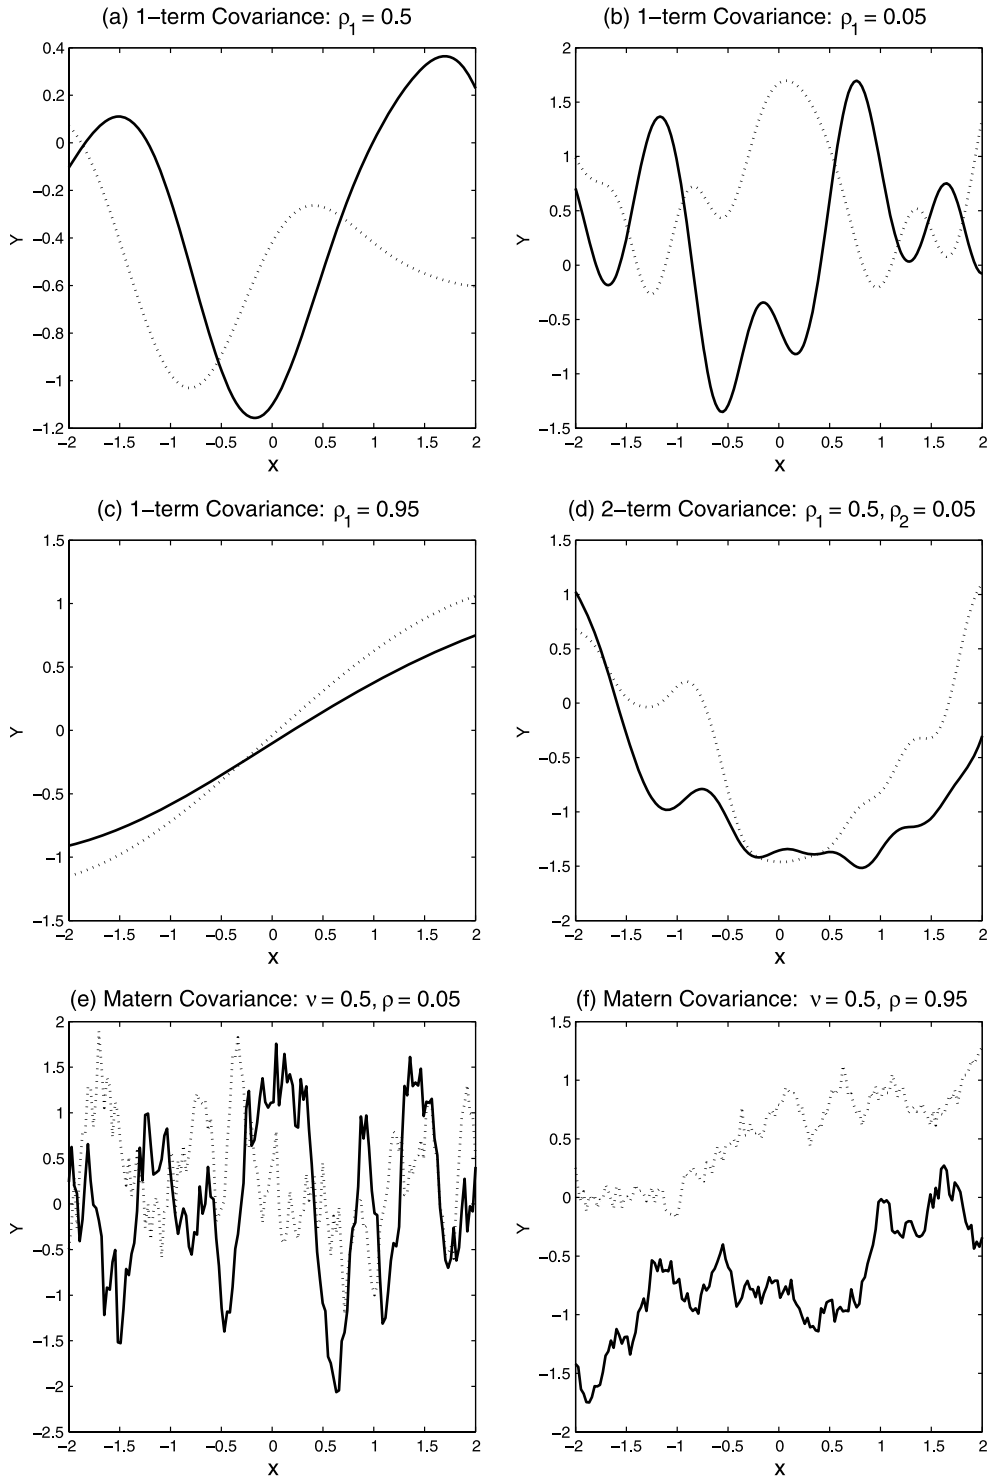 (a) 1−term Covariance: ρ1 = 0.5
0.4
0.2
0
−0.2
−0.4
−0.6
−0.8
−1
−1.2
Y
−2 −1.5 −1 −0.5 0 0.5 1 1.5 2
X
(b) 1−term Covariance: ρ1 = 0.05
2
1.5
1
0.5
0
−0.5
−1
−1.5
Y
−2 −1.5 −1 −0.5 0 0.5 1 1.5 2
X
(c) 1−term Covariance: ρ1 = 0.95
1.5
1
0.5
0
−0.5
−1
−1.5
Y
−2 −1.5 −1 −0.5 0 0.5 1 1.5 2
X
(d) 2−term Covariance: ρ1 = 0.5, ρ2 = 0.05
1.5
1
0.5
0
−0.5
−1
−1.5
−2
Y
−2 −1.5 −1 −0.5 0 0.5 1 1.5 2
X
(e) Matern Covariance: ν = 0.5, ρ = 0.05
2
1.5
1
0.5
0
−0.5
−1
−1.5
−2
−2.5
Y
−2 −1.5 −1 −0.5 0 0.5 1 1.5 2
X
(f) Matern Covariance: ν = 0.5, ρ = 0.95
1.5
1
0.5
0
−0.5
−1
−1.5
−2
Y
−2 −1.5 −1 −0.5 0 0.5 1 1.5 2
X